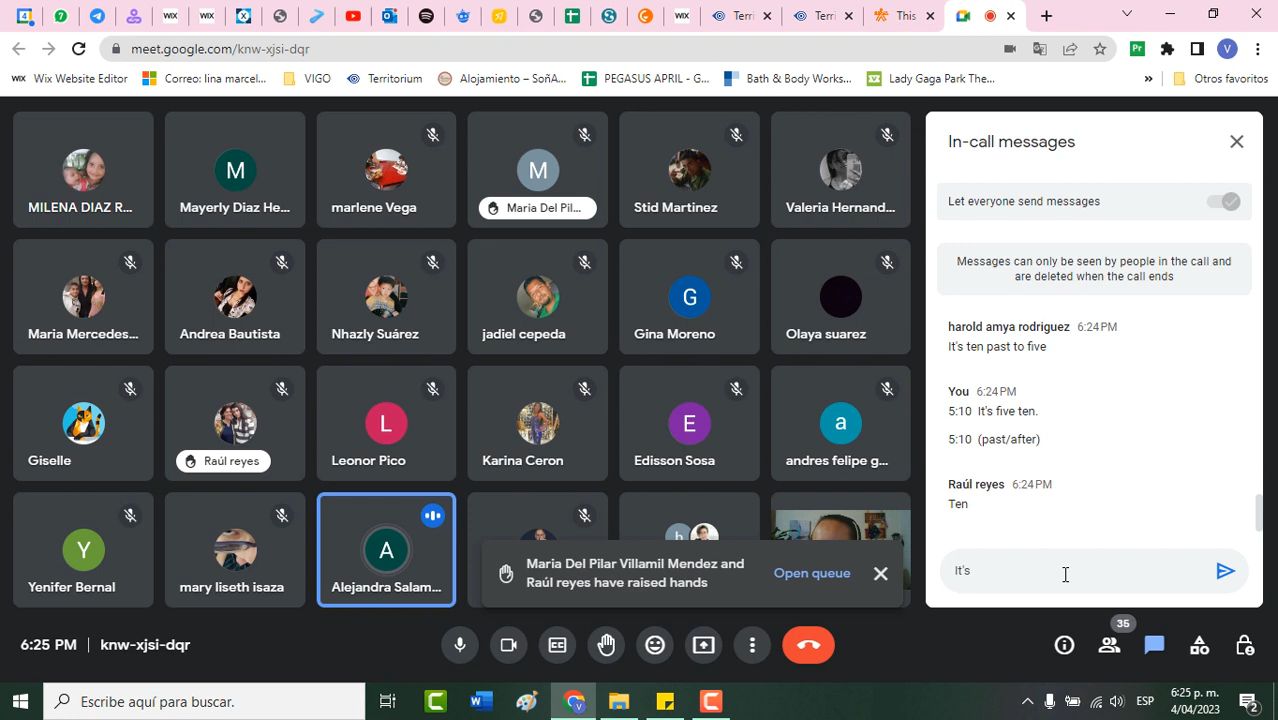 Terri
Terri
This
meet.google.com/knw-xjsi-dqr
Pr
V
Wix Website Editor
Correo: lina marcel...
VIGO
Territorium
Alojamiento – SoñA...
PEGASUS APRIL - G...
Bath & Body Works...
Lady Gaga Park The...
»
Otros favoritos
MILENA DIAZ R...
M
Mayerly Diaz He...
marlene Vega
M
Maria Del Pil...
Stid Martinez
Valeria Hernand...
Maria Mercedes...
Andrea Bautista
Nhazly Suárez
jadiel cepeda
G
Gina Moreno
Olaya suarez
Giselle
Raúl reyes
L
Leonor Pico
Karina Ceron
E
Edisson Sosa
a
andres felipe g...
Y
Yenifer Bernal
mary liseth isaza
A
Alejandra Salam...
h
Maria Del Pilar Villamil Mendez and
Raúl reyes have raised hands
Open queue
In-call messages
Let everyone send messages
Messages can only be seen by people in the call and
are deleted when the call ends
harold amya rodriguez 6:24 PM
It's ten past to five
You 6:24 PM
5:10 It's five ten.
5:10 (past/after)
Raúl reyes 6:24 PM
Ten
It's
6:25 PM | knw-xjsi-dqr
35
Escribe aquí para buscar.
ESP
6:25 p. m.
4/04/2023
2